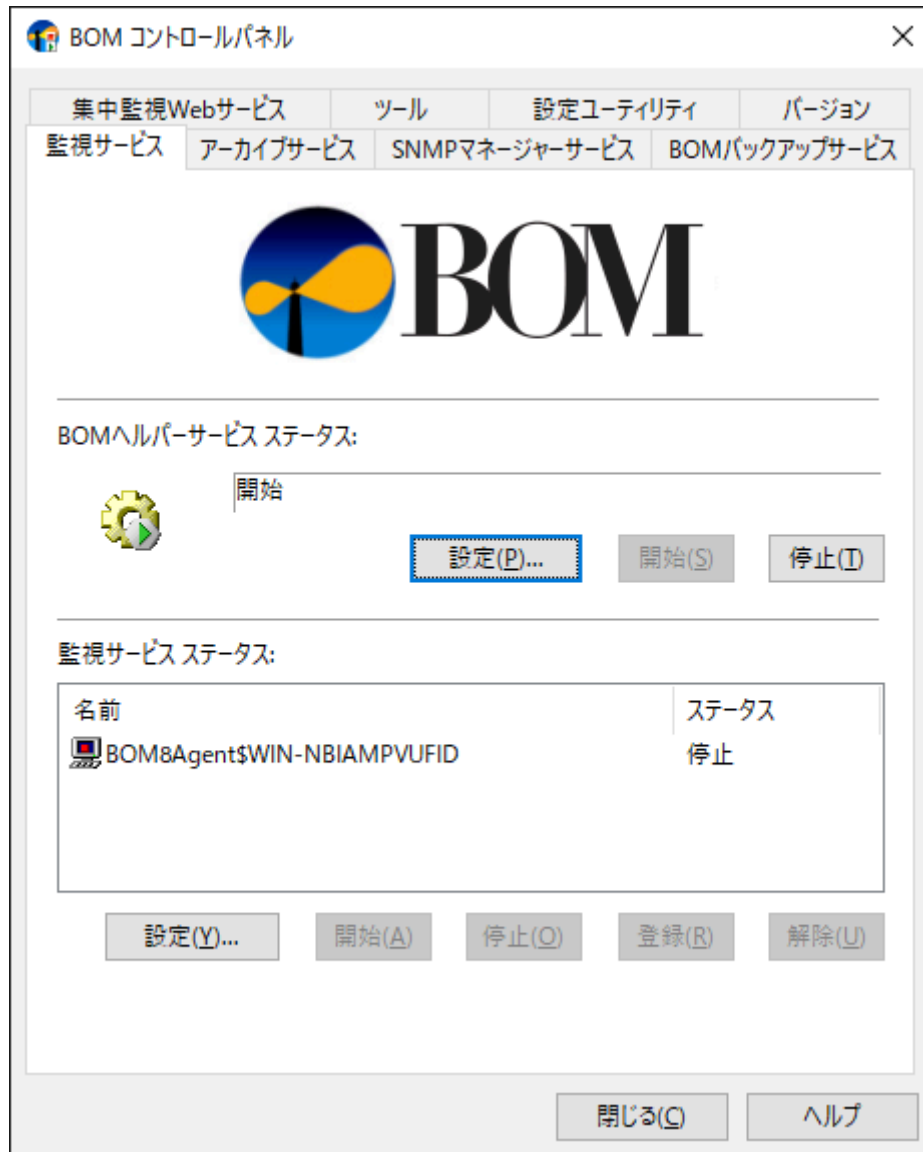 BOM コントロールパネル
集中監視Webサービス ツール 設定ユーティリティ バージョン
監視サービス アーカイブサービス SNMPマネージャーサービス BOMバックアップサービス
BOM
BOMヘルパーサービス ステータス:
開始
設定(P)... 開始(S) 停止(T)
監視サービス ステータス:
名前 ステータス
BOM8Agent$WIN-NBIAMPVUFID 停止
設定(Y)... 開始(A) 停止(O) 登録(R) 解除(U)
閉じる(C) ヘルプ